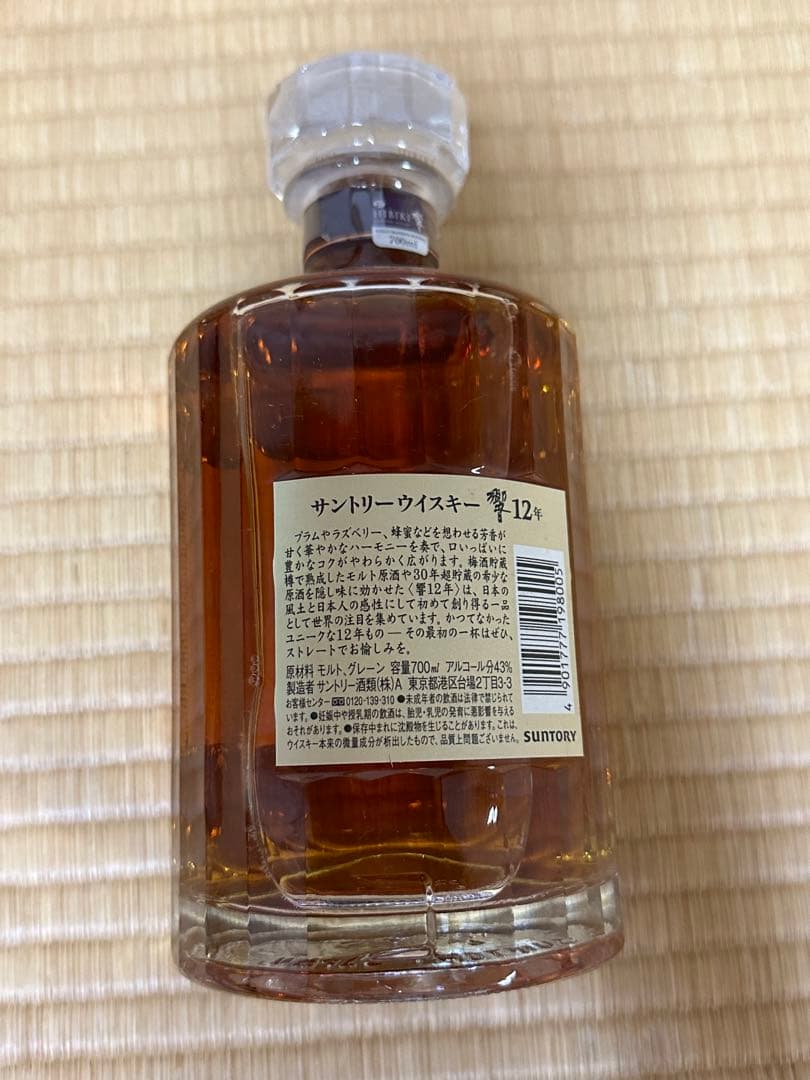 HIBIKI 響
700ml
サントリーウイスキー 響12年
プラムやラズベリー、蜂蜜などを想わせる芳香が
甘く華やかなハーモニーを奏で、口いっぱいに
豊かなコクがやわらかく広がります。梅酒貯蔵
樽で熟成したモルト原酒や30年超貯蔵の希少な
原酒を隠し味に効かせた〈響12年〉は、日本の
風土と日本人の感性にして初めて創り得る一品
として世界の注目を集めています。かつてなかった
ユニークな12年もの―その最初の一杯はぜひ、
ストレートでお愉しみを。
原材料 モルト、グレーン 容量700ml アルコール分43%
製造者 サントリー酒類(株)A 東京都港区台場2丁目3-3
お客様センター 0120-139-310 ●未成年者の飲酒は法律で禁じられて
います。●妊娠中や授乳期の飲酒は、胎児・乳児の発育に悪影響を与える
おそれがあります。●保存中まれに沈殿物を生じることがあります。これは、
ウイスキー本来の微量成分が析出したもので、品質上問題ございません。 SUNTORY
4 901777 198005